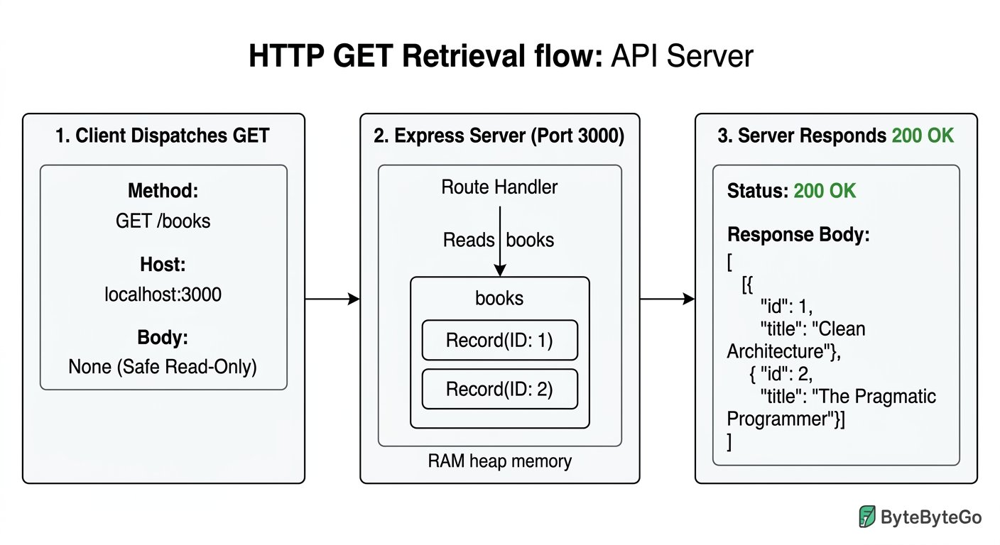 HTTP GET Retrieval flow: API Server
1. Client Dispatches GET
Method:
GET /books
Host:
localhost:3000
Body:
None (Safe Read-Only)
2. Express Server (Port 3000)
Route Handler
Reads books
books
Record(ID: 1)
Record(ID: 2)
RAM heap memory
3. Server Responds 200 OK
Status: 200 OK
Response Body:
[
[{
"id": 1,
"title": "Clean
Architecture"},
{ "id": 2,
"title": "The Pragmatic
Programmer"}]
]
ByteByteGo